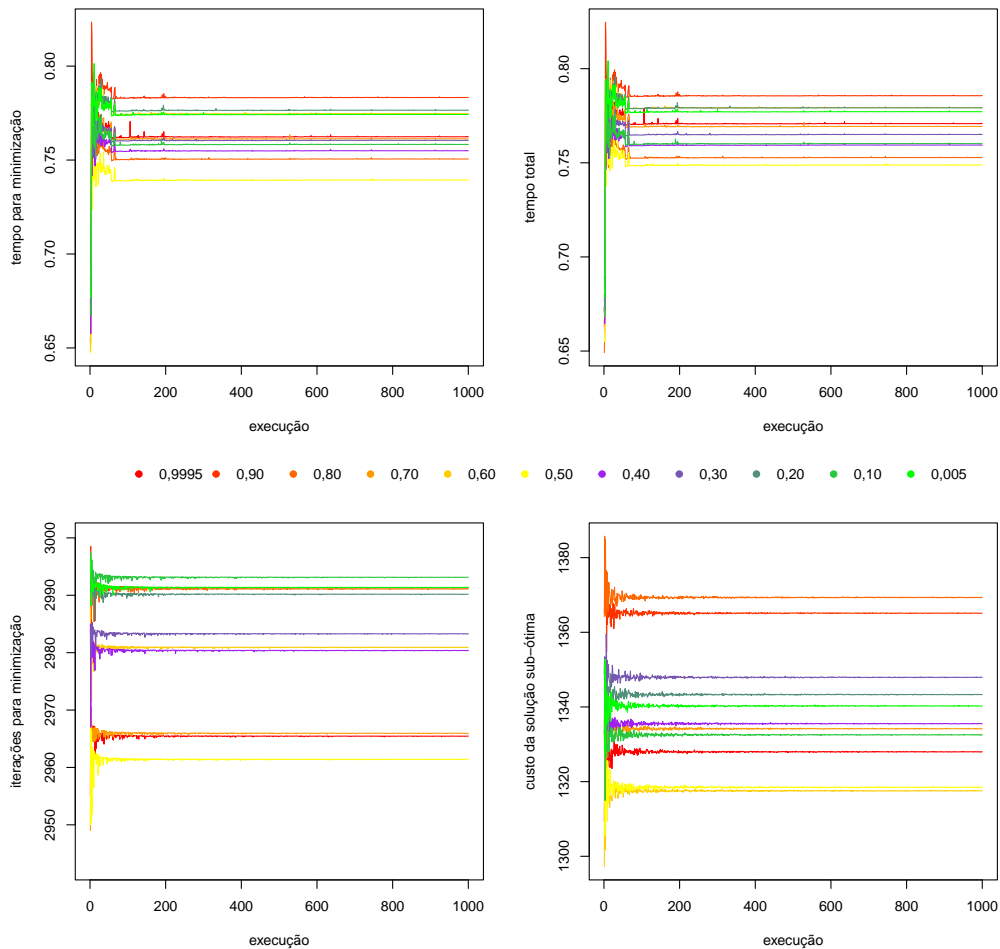 tempo para minimização
0.80
0.75
0.70
0.65
0 200 400 600 800 1000
execução
tempo total
0.80
0.75
0.70
0.65
0 200 400 600 800 1000
execução
0,9995 0,90 0,80 0,70 0,60 0,50 0,40 0,30 0,20 0,10 0,005
iterações para minimização
3000
2990
2980
2970
2960
2950
0 200 400 600 800 1000
execução
custo da solução sub−ótima
1380
1360
1340
1320
1300
0 200 400 600 800 1000
execução